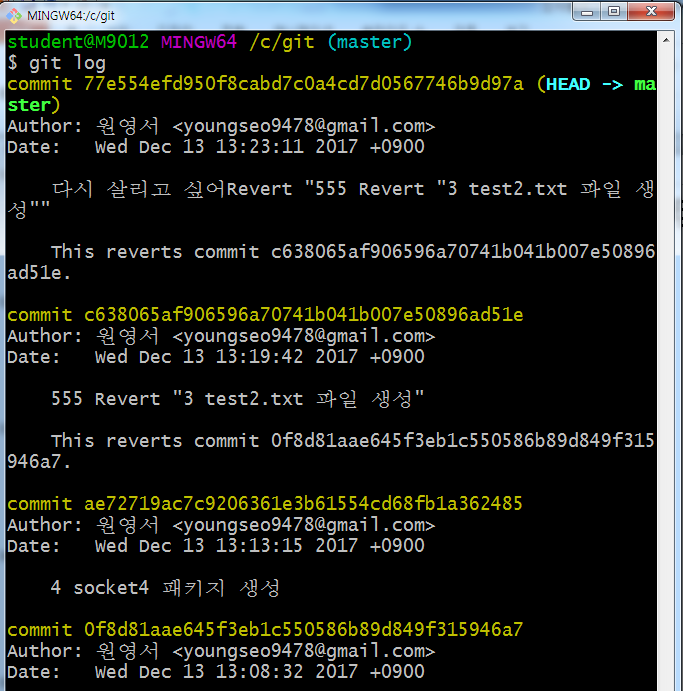 MINGW64:/c/git
student@M9012 MINGW64 /c/git (master)
$ git log
commit 77e554efd950f8cabd7c0a4cd7d0567746b9d97a (HEAD -> ma
ster)
Author: 원영서 <youngseo9478@gmail.com>
Date:   Wed Dec 13 13:23:11 2017 +0900
다시 살리고 싶어Revert "555 Revert "3 test2.txt 파일 생
성""
This reverts commit c638065af906596a70741b041b007e50896
ad51e.
commit c638065af906596a70741b041b007e50896ad51e
Author: 원영서 <youngseo9478@gmail.com>
Date:   Wed Dec 13 13:19:42 2017 +0900
555 Revert "3 test2.txt 파일 생성"
This reverts commit 0f8d81aae645f3eb1c550586b89d849f315
946a7.
commit ae72719ac7c9206361e3b61554cd68fb1a362485
Author: 원영서 <youngseo9478@gmail.com>
Date:   Wed Dec 13 13:13:15 2017 +0900
4 socket4 패키지 생성
commit 0f8d81aae645f3eb1c550586b89d849f315946a7
Author: 원영서 <youngseo9478@gmail.com>
Date:   Wed Dec 13 13:08:32 2017 +0900